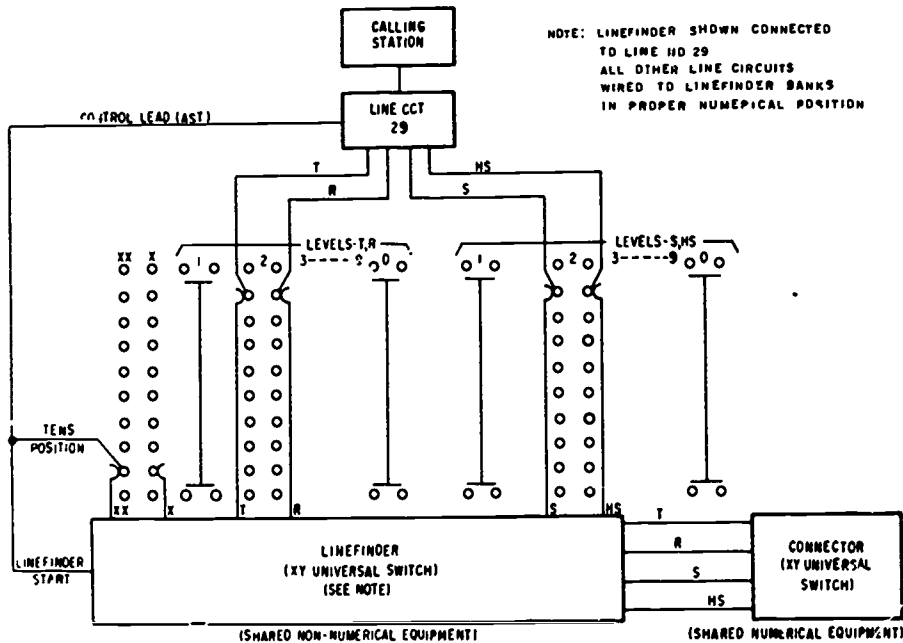 CALLING
STATION
NOTE: LINEFINDER SHOWN CONNECTED
TO LINE NO 29
ALL OTHER LINE CIRCUITS
WIRED TO LINEFINDER BANKS
IN PROPER NUMERICAL POSITION
LINE CCT
29
CONTROL LEAD (AST)
T
HS
R
S
LEVELS-T,R
LEVELS-S,HS
XX X 1 2 3----9 0 1 2 3----9 0
TENS
POSITION
XX X T R S HS
LINEFINDER
START
LINEFINDER
(XY UNIVERSAL SWITCH)
(SEE NOTE)
T
R
S
HS
CONNECTOR
(XY UNIVERSAL
SWITCH)
(SHARED NON-NUMERICAL EQUIPMENT)
(SHARED NUMERICAL EQUIPMENT)